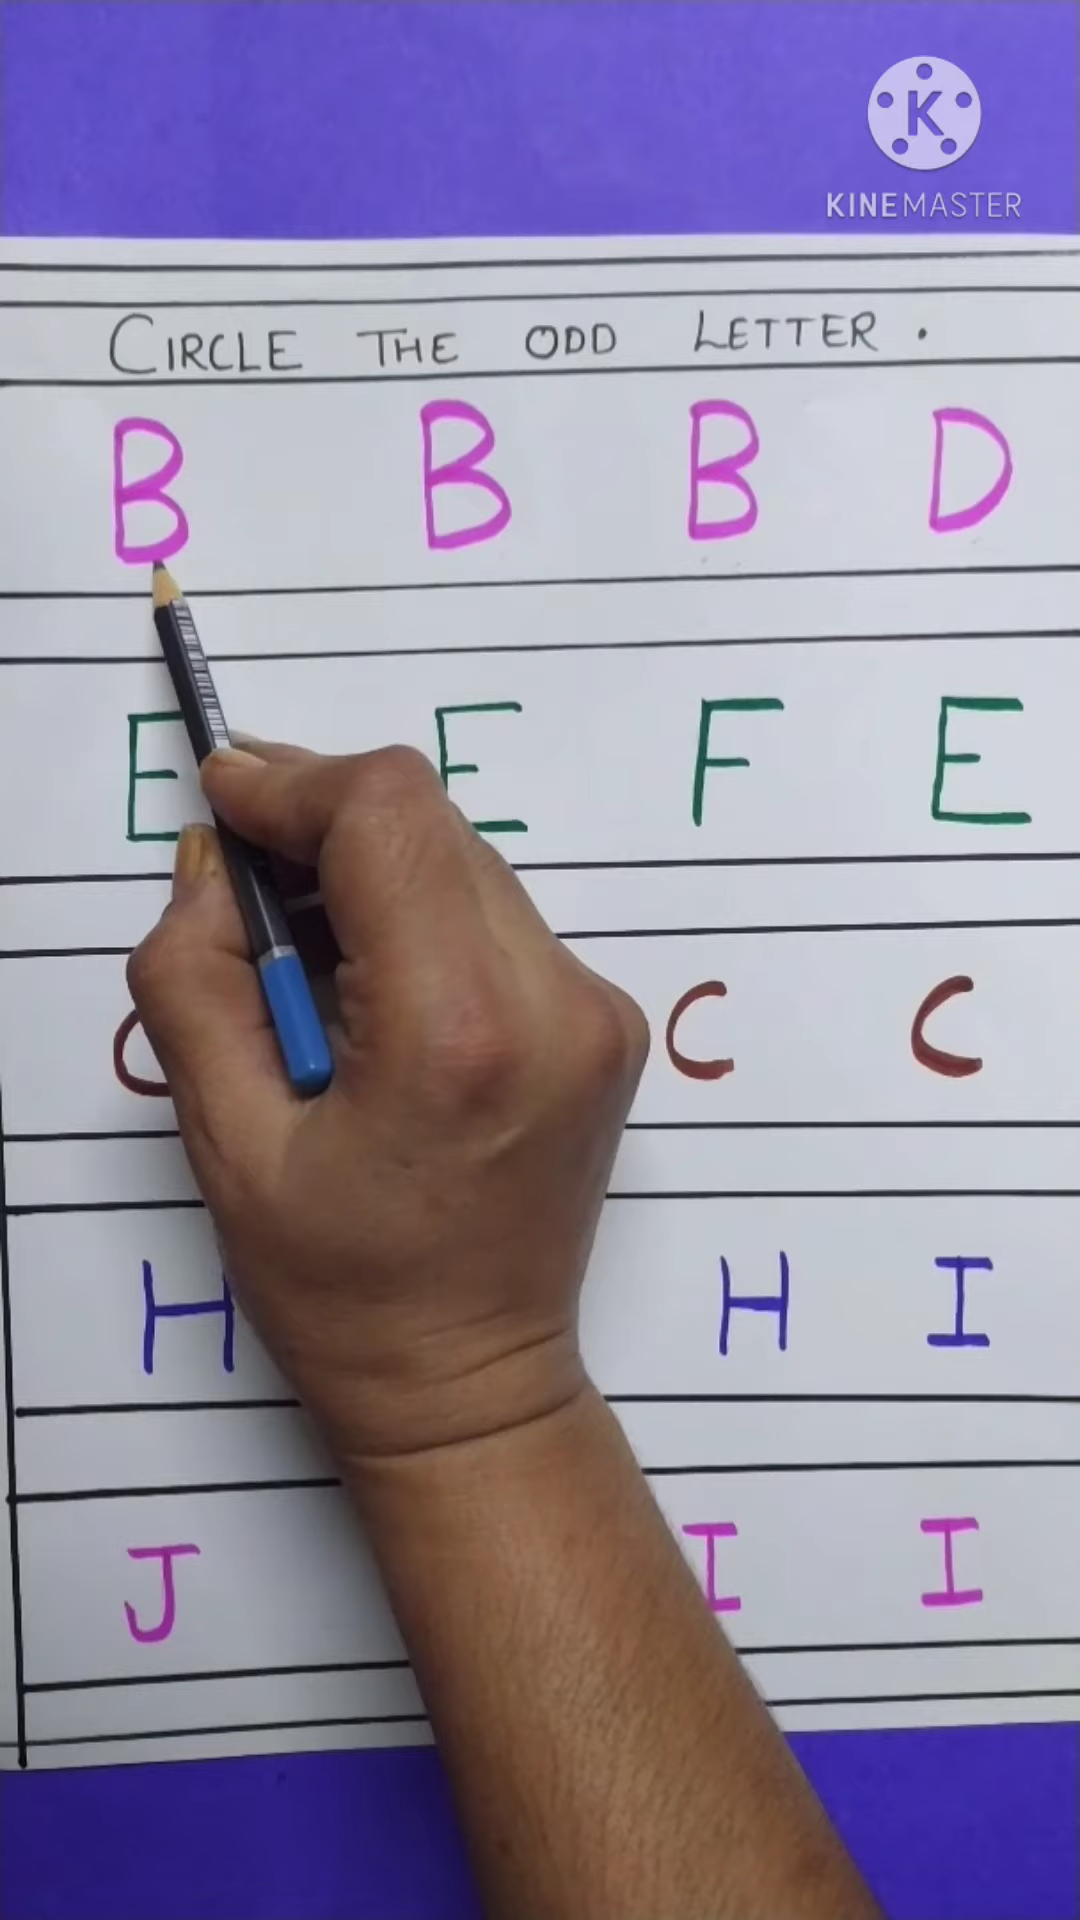 K
KINEMASTER
CIRCLE THE ODD LETTER.
B B B D
E E F E
C C C
H H I
J I I